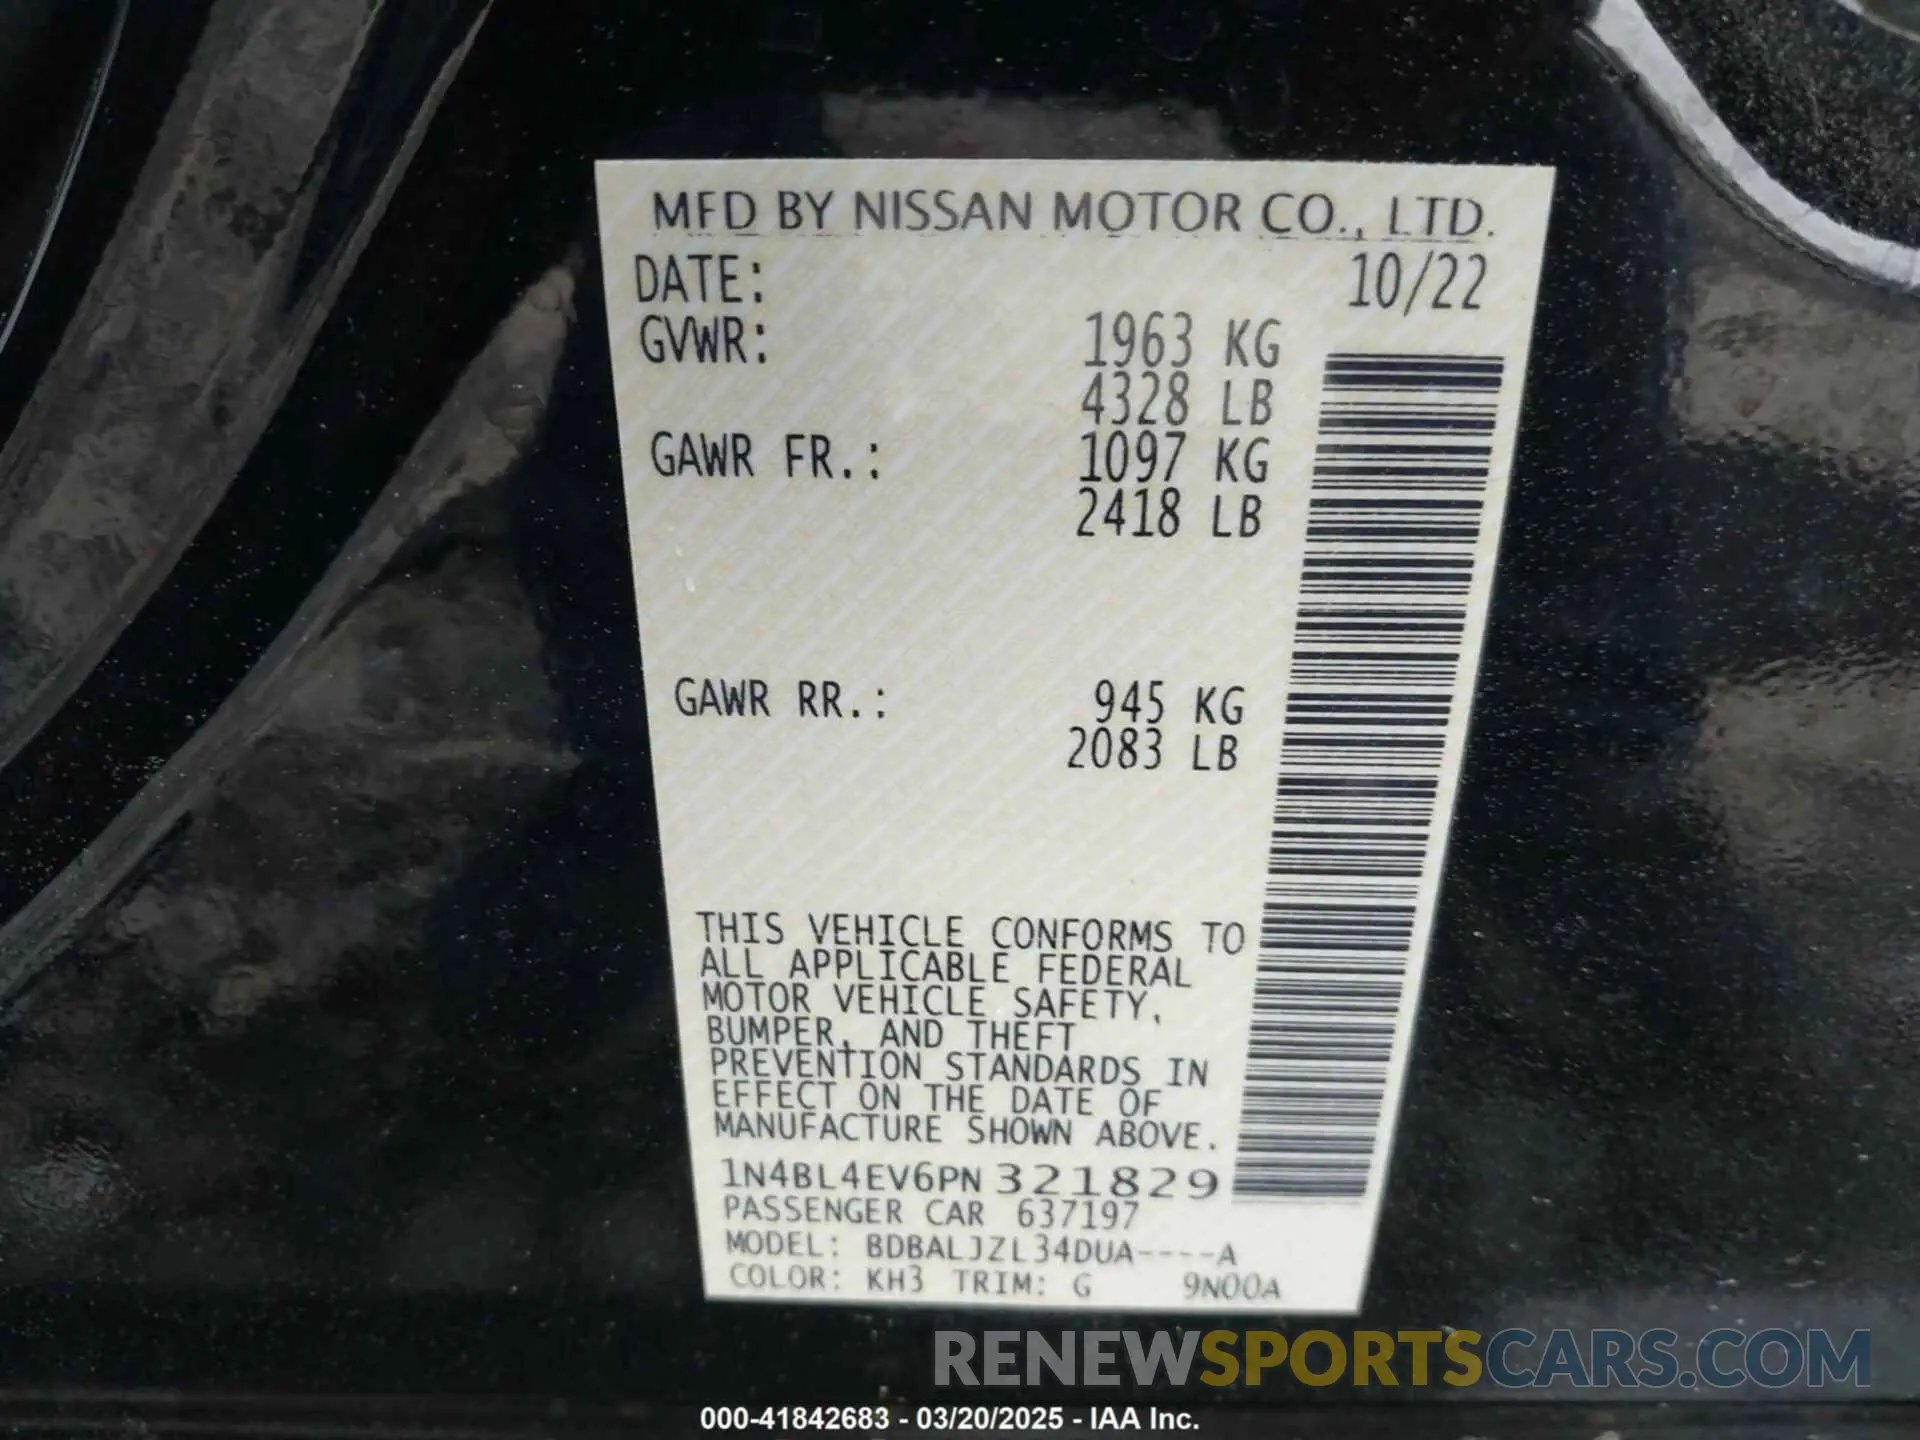 MFD BY NISSAN MOTOR CO., LTD.
DATE: 10/22
GVWR: 1963 KG
4328 LB
GAWR FR.: 1097 KG
2418 LB
GAWR RR.: 945 KG
2083 LB
THIS VEHICLE CONFORMS TO
ALL APPLICABLE FEDERAL
MOTOR VEHICLE SAFETY,
BUMPER, AND THEFT
PREVENTION STANDARDS IN
EFFECT ON THE DATE OF
MANUFACTURE SHOWN ABOVE.
1N4BL4EV6PN321829
PASSENGER CAR 637197
MODEL: BDBALJZL34DUA----A
COLOR: KH3 TRIM: G 9N00A
RENEWSPORTSCARS.COM
000-41842683 - 03/20/2025 - IAA Inc.